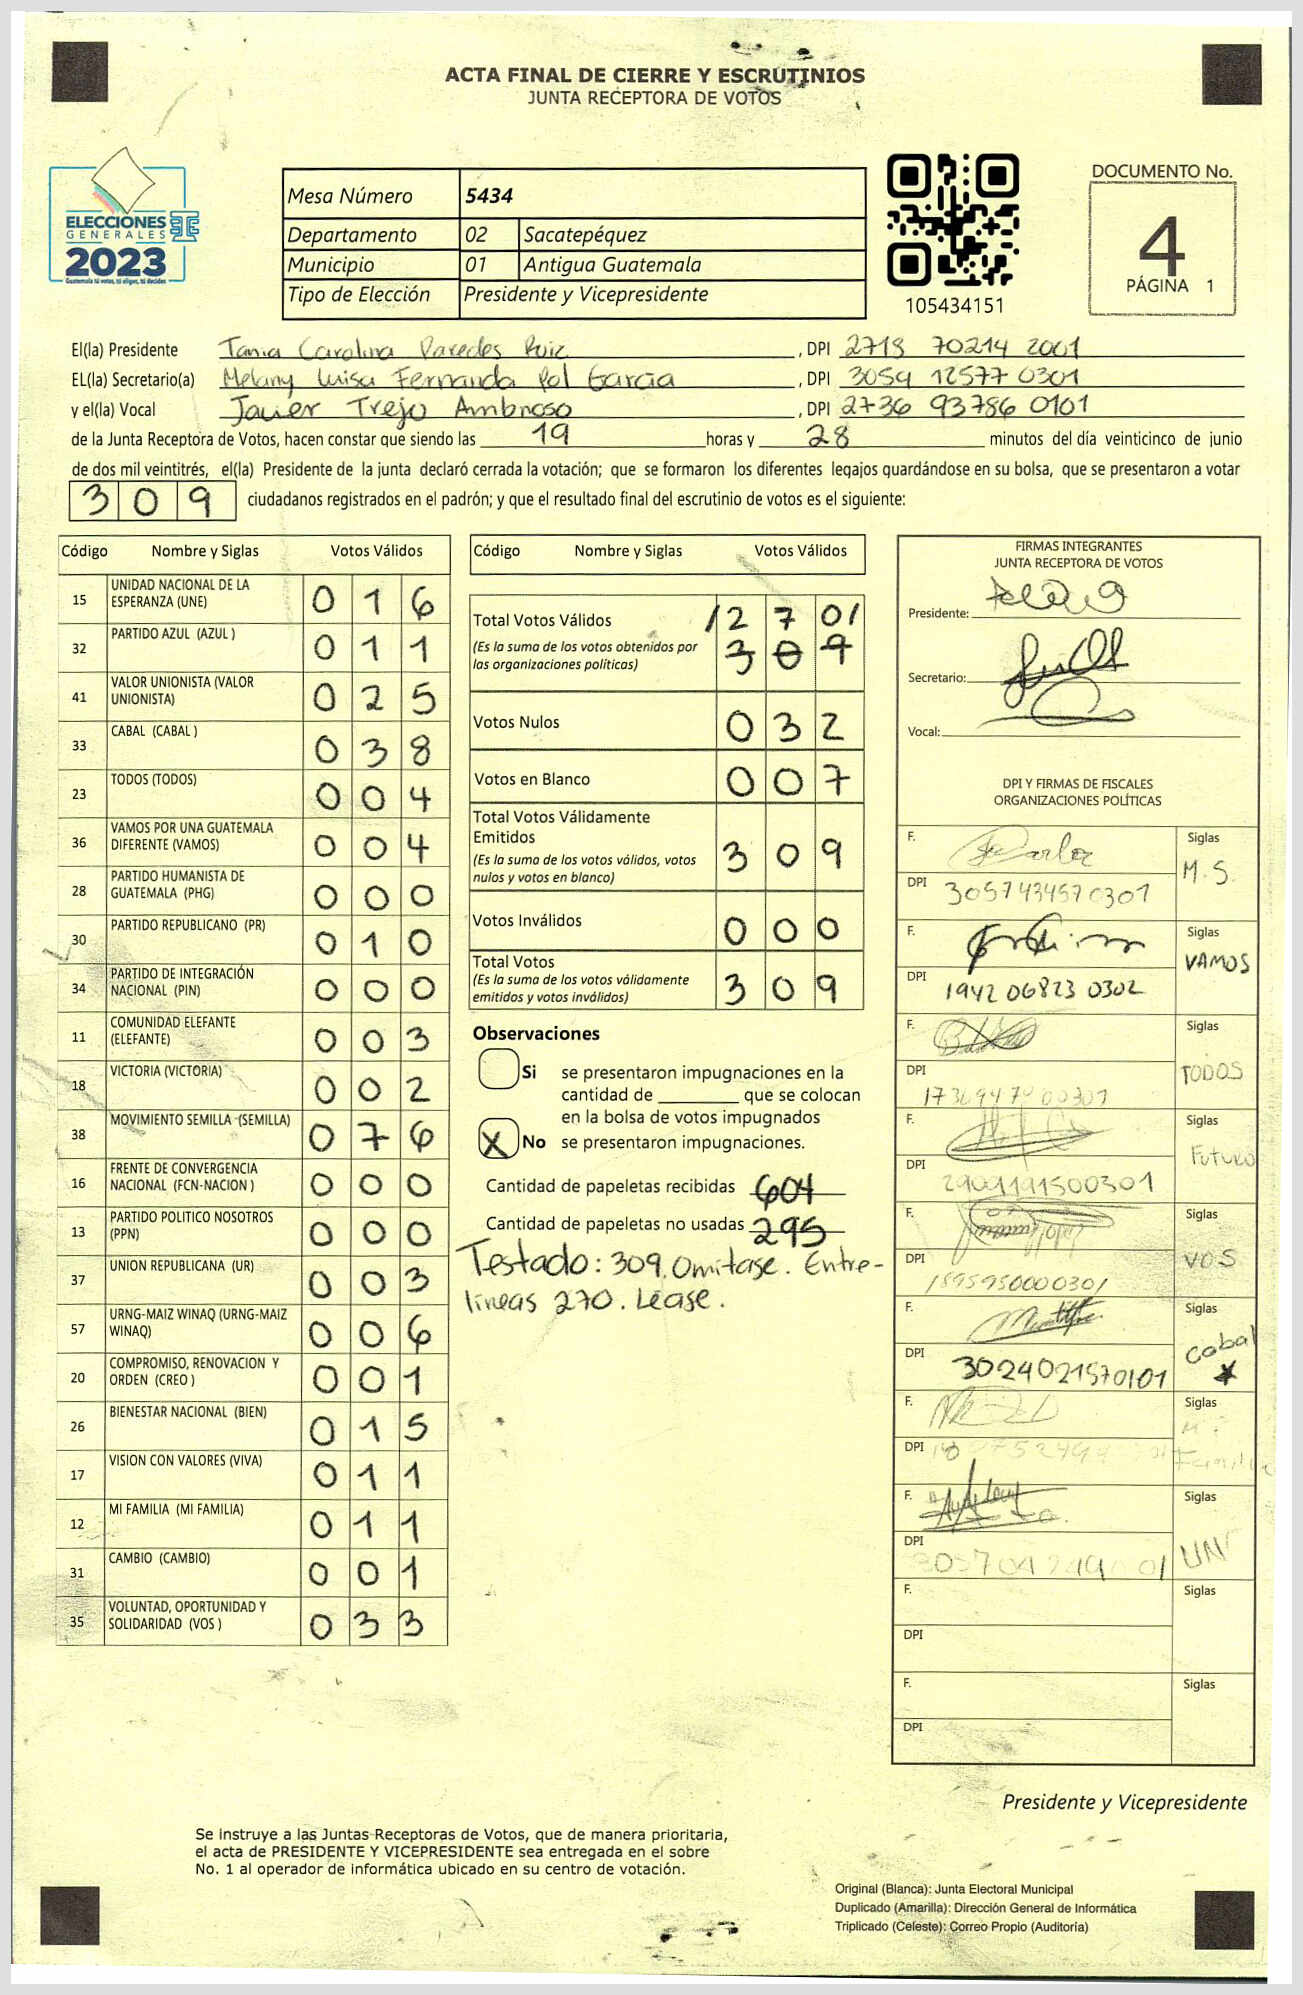 ACTA FINAL DE CIERRE Y ESCRUTINIOS
JUNTA RECEPTORA DE VOTOS
ELECCIONES
GENERALES
2023
Guatemala tú votas, tú eliges, tú decides
Mesa Número 5434
Departamento 02 Sacatepéquez
Municipio 01 Antigua Guatemala
Tipo de Elección Presidente y Vicepresidente
105434151
DOCUMENTO No.
4
PÁGINA 1
El(la) Presidente Tania Carolina Paredes Ruiz, DPI 2718 70214 2001
EL(la) Secretario(a) Melany Luisa Fernanda Pol Garcia, DPI 3054 12577 0301
y el(la) Vocal Javier Trejo Ambroso, DPI 2736 93786 0101
de la Junta Receptora de Votos, hacen constar que siendo las 19 horas y 28 minutos del día veinticinco de junio
de dos mil veintitrés, el(la) Presidente de la junta declaró cerrada la votación; que se formaron los diferentes legajos guardándose en su bolsa, que se presentaron a votar
309 ciudadanos registrados en el padrón; y que el resultado final del escrutinio de votos es el siguiente:
Código Nombre y Siglas Votos Válidos
15 UNIDAD NACIONAL DE LA ESPERANZA (UNE) 016
32 PARTIDO AZUL (AZUL ) 011
41 VALOR UNIONISTA (VALOR UNIONISTA) 025
33 CABAL (CABAL ) 038
23 TODOS (TODOS) 004
36 VAMOS POR UNA GUATEMALA DIFERENTE (VAMOS) 004
28 PARTIDO HUMANISTA DE GUATEMALA (PHG) 000
30 PARTIDO REPUBLICANO (PR) 010
34 PARTIDO DE INTEGRACIÓN NACIONAL (PIN) 000
11 COMUNIDAD ELEFANTE (ELEFANTE) 003
18 VICTORIA (VICTORIA) 002
38 MOVIMIENTO SEMILLA (SEMILLA) 076
16 FRENTE DE CONVERGENCIA NACIONAL (FCN-NACION ) 000
13 PARTIDO POLITICO NOSOTROS (PPN) 000
37 UNION REPUBLICANA (UR) 003
57 URNG-MAIZ WINAQ (URNG-MAIZ WINAQ) 006
20 COMPROMISO, RENOVACION Y ORDEN (CREO ) 001
26 BIENESTAR NACIONAL (BIEN) 015
17 VISION CON VALORES (VIVA) 011
12 MI FAMILIA (MI FAMILIA) 011
31 CAMBIO (CAMBIO) 001
35 VOLUNTAD, OPORTUNIDAD Y SOLIDARIDAD (VOS ) 033
Código Nombre y Siglas Votos Válidos
Total Votos Válidos /270/
(Es la suma de los votos obtenidos por las organizaciones políticas) 309
Votos Nulos 032
Votos en Blanco 007
Total Votos Válidamente Emitidos
(Es la suma de los votos válidos, votos nulos y votos en blanco) 309
Votos Inválidos 000
Total Votos
(Es la suma de los votos válidamente emitidos y votos inválidos) 309
Observaciones
Si se presentaron impugnaciones en la
cantidad de ________ que se colocan
en la bolsa de votos impugnados
X No se presentaron impugnaciones.
Cantidad de papeletas recibidas 604
Cantidad de papeletas no usadas 295
Testado: 309. Omitase. Entre-
lineas 270. Léase.
FIRMAS INTEGRANTES
JUNTA RECEPTORA DE VOTOS
Presidente:
Secretario:
Vocal:
DPI Y FIRMAS DE FISCALES
ORGANIZACIONES POLÍTICAS
F. Siglas M.S.
DPI 3057434570301
F. Siglas VAMOS
DPI 1942 06823 0302
F. Siglas TODOS
DPI
F. Siglas Futuro
DPI 2901191500301
F. Siglas VOS
DPI 1895950000301
F. Siglas Cabal
DPI 3024021570101
F. Siglas Mi Familia
DPI
F. Siglas
DPI
F. Siglas
DPI
F. Siglas
DPI
Presidente y Vicepresidente
Se instruye a las Juntas Receptoras de Votos, que de manera prioritaria,
el acta de PRESIDENTE Y VICEPRESIDENTE sea entregada en el sobre
No. 1 al operador de informática ubicado en su centro de votación.
Original (Blanca): Junta Electoral Municipal
Duplicado (Amarilla): Dirección General de Informática
Triplicado (Celeste): Correo Propio (Auditoría)